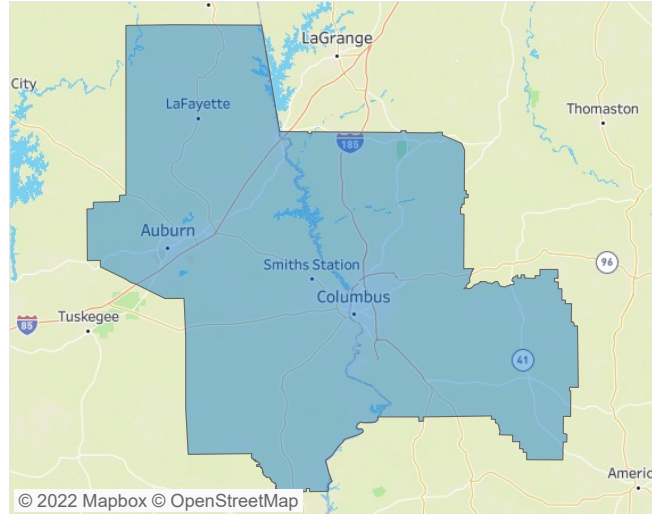 LaGrange
City
LaFayette
Thomaston
185
Auburn
Smiths Station
96
Columbus
Tuskegee
85
41
Americ
© 2022 Mapbox © OpenStreetMap